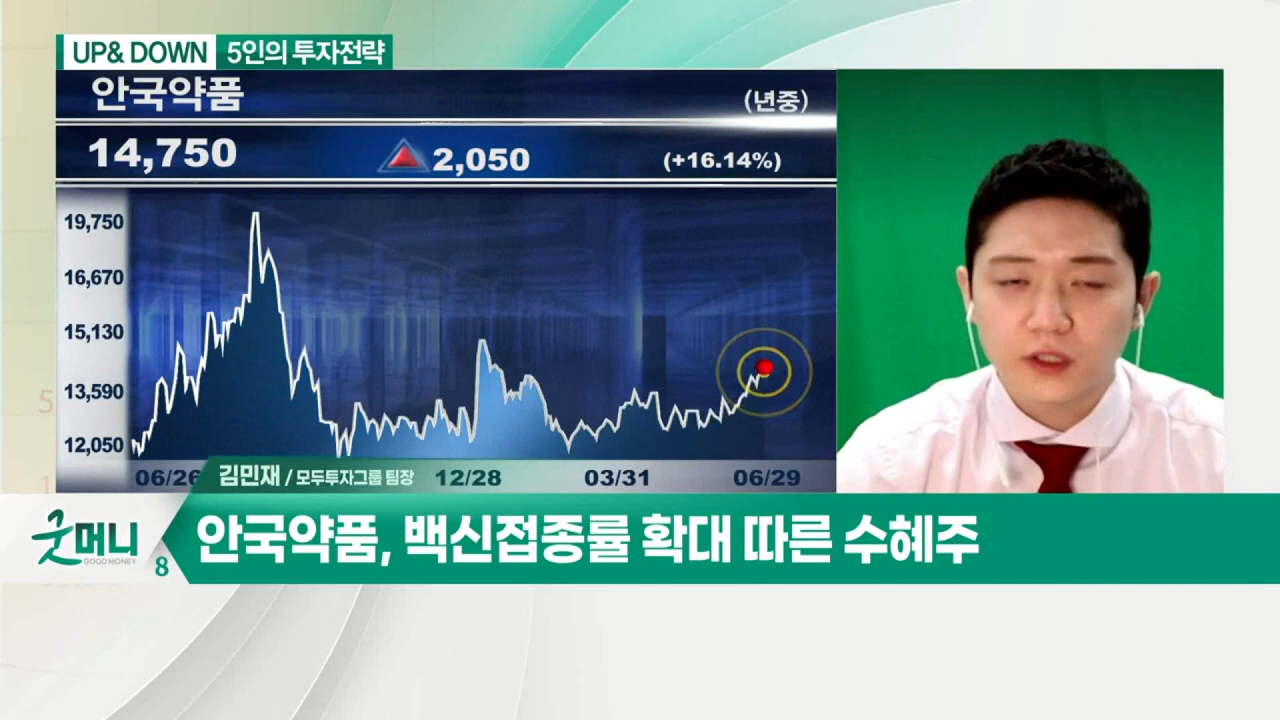 UP& DOWN 5인의 투자전략
안국약품 (년중)
14,750 2,050 (+16.14%)
19,750
16,670
15,130
13,590
12,050
06/26 12/28 03/31 06/29
김민재 / 모두투자그룹 팀장
굿머니
GOOD MONEY
8
안국약품, 백신접종률 확대 따른 수혜주